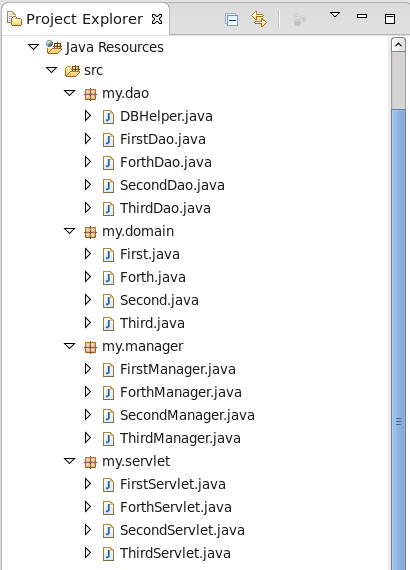 Project Explorer
Java Resources
src
my.dao
DBHelper.java
FirstDao.java
ForthDao.java
SecondDao.java
ThirdDao.java
my.domain
First.java
Forth.java
Second.java
Third.java
my.manager
FirstManager.java
ForthManager.java
SecondManager.java
ThirdManager.java
my.servlet
FirstServlet.java
ForthServlet.java
SecondServlet.java
ThirdServlet.java